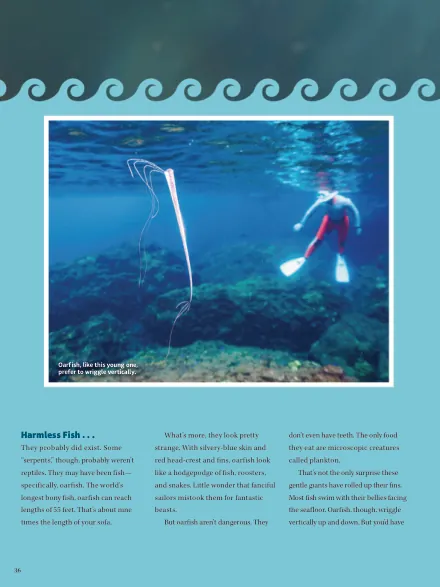 Oarfish, like this young one,
prefer to wriggle vertically.
Harmless Fish . . .
They probably did exist. Some
"serpents," though, probably weren't
reptiles. They may have been fish—
specifically, oarfish. The world's
longest bony fish, oarfish can reach
lengths of 55 feet. That's about nine
times the length of your sofa.
What's more, they look pretty
strange. With silvery-blue skin and
red head-crest and fins, oarfish look
like a hodgepodge of fish, roosters,
and snakes. Little wonder that fanciful
sailors mistook them for fantastic
beasts.
But oarfish aren't dangerous. They
don't even have teeth. The only food
they eat are microscopic creatures
called plankton.
That's not the only surprise these
gentle giants have rolled up their fins.
Most fish swim with their bellies facing
the seafloor. Oarfish, though, wriggle
vertically up and down. But you'd have
36